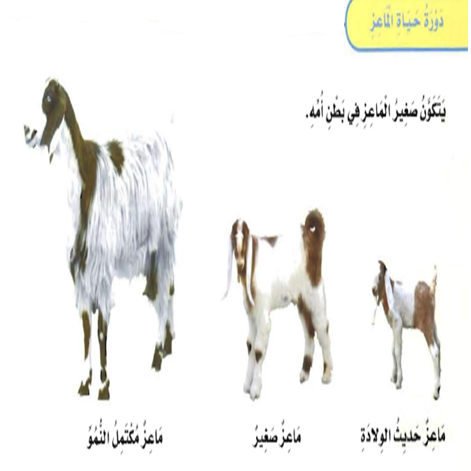 دَوْرَةُ حَيَاةِ الْمَاعِزِ
يَتَكَوَّنُ صَغِيرُ الْمَاعِزِ فِي بَطْنِ أُمِّهِ.
مَاعِزٌ حَدِيثُ الْوِلَادَةِ
مَاعِزٌ صَغِيرٌ
مَاعِزٌ مُكْتَمِلُ النُّمُوِّ